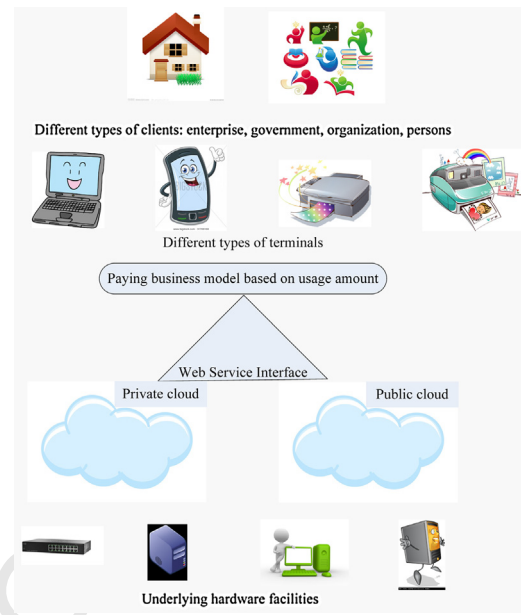 Different types of clients: enterprise, government, organization, persons
Different types of terminals
Paying business model based on usage amount
Web Service Interface
Private cloud
Public cloud
Underlying hardware facilities